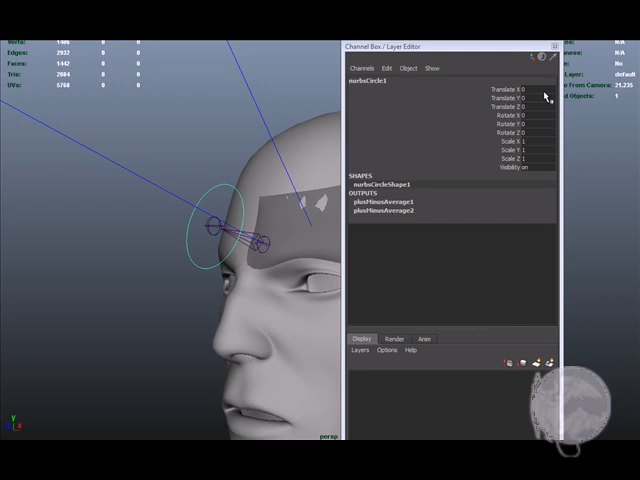 Verts: 1486 0 0
Edges: 2932 0 0
Faces: 1442 0 0
Tris: 2884 0 0
UVs: 5768 0 0
Channel Box / Layer Editor
Channels Edit Object Show
nurbsCircle1
Translate X 0
Translate Y 0
Translate Z 0
Rotate X 0
Rotate Y 0
Rotate Z 0
Scale X 1
Scale Y 1
Scale Z 1
Visibility on
SHAPES
nurbsCircleShape1
OUTPUTS
plusMinusAverage1
plusMinusAverage2
N/A
N/A
No
Layer: default
From Camera: 21.235
Objects: 1
Display Render Anim
Layers Options Help
persp
y
x